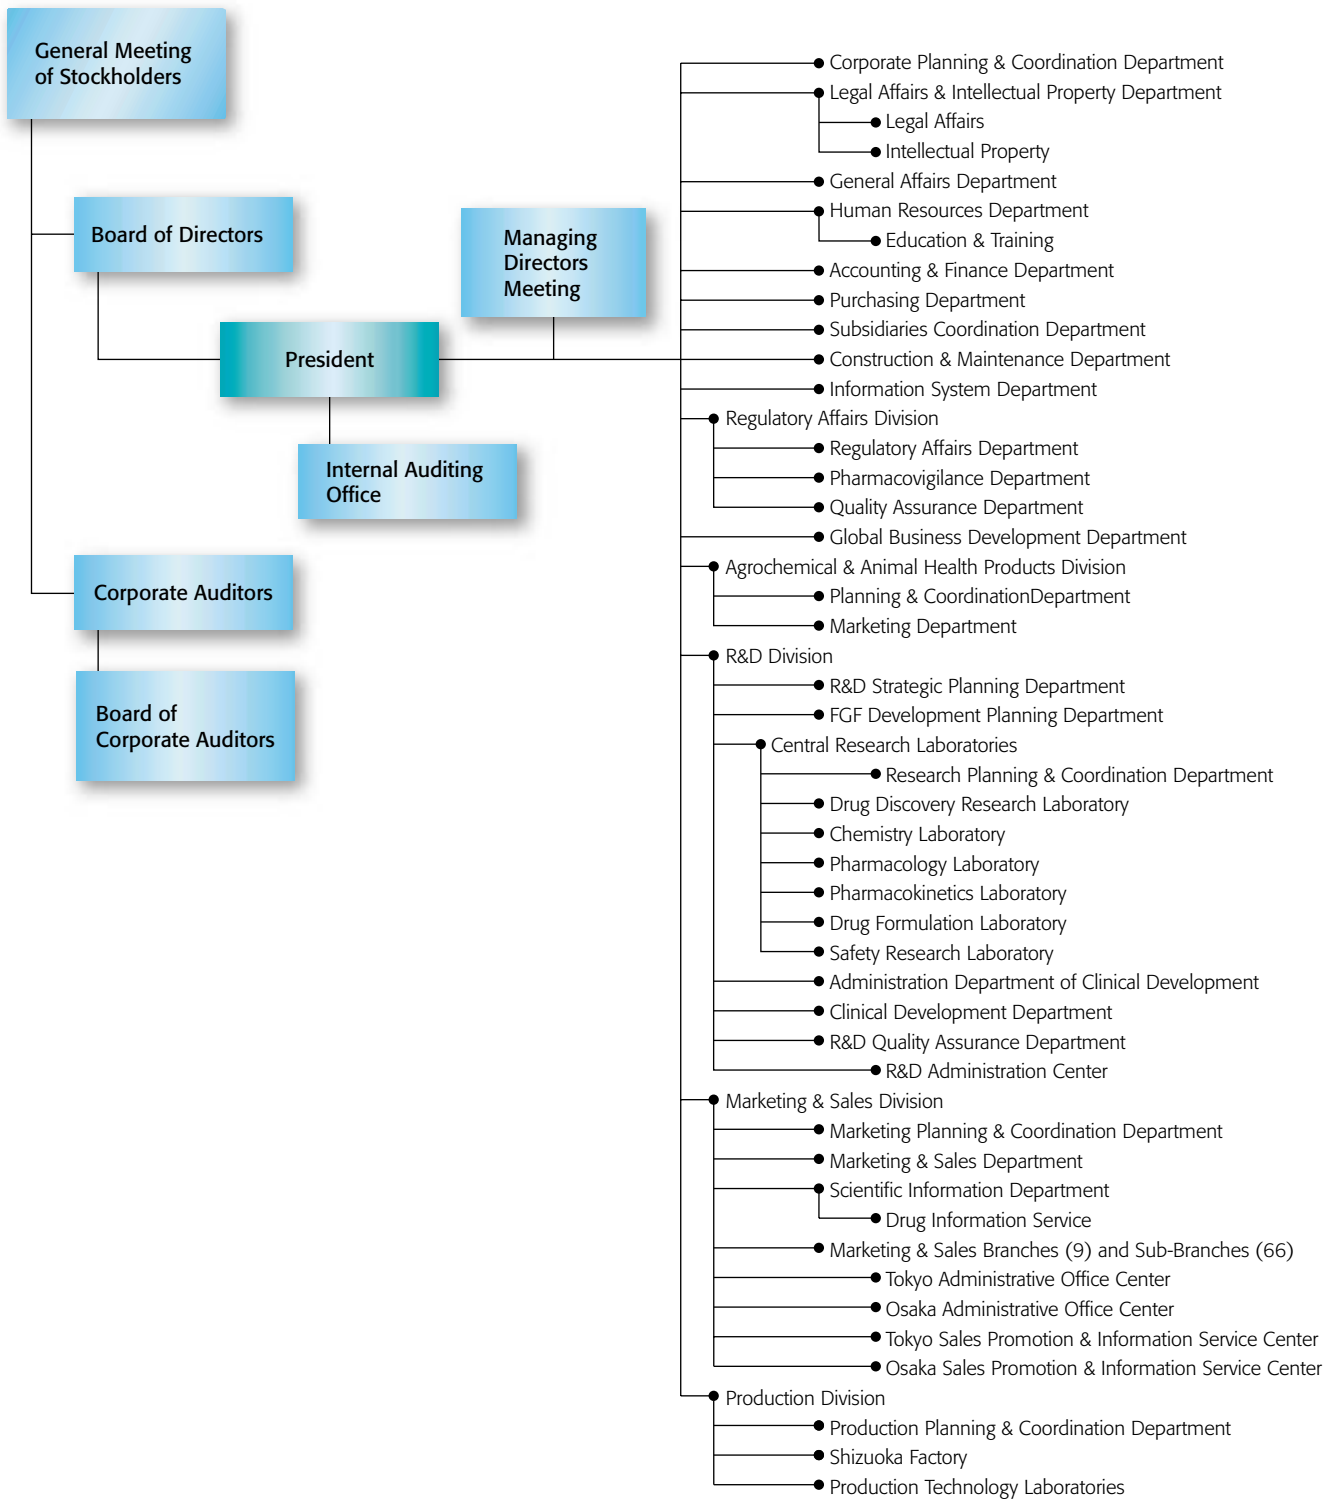 General Meeting
of Stockholders
Board of Directors
Managing
Directors
Meeting
President
Internal Auditing
Office
Corporate Auditors
Board of
Corporate Auditors
Corporate Planning & Coordination Department
Legal Affairs & Intellectual Property Department
Legal Affairs
Intellectual Property
General Affairs Department
Human Resources Department
Education & Training
Accounting & Finance Department
Purchasing Department
Subsidiaries Coordination Department
Construction & Maintenance Department
Information System Department
Regulatory Affairs Division
Regulatory Affairs Department
Pharmacovigilance Department
Quality Assurance Department
Global Business Development Department
Agrochemical & Animal Health Products Division
Planning & CoordinationDepartment
Marketing Department
R&D Division
R&D Strategic Planning Department
FGF Development Planning Department
Central Research Laboratories
Research Planning & Coordination Department
Drug Discovery Research Laboratory
Chemistry Laboratory
Pharmacology Laboratory
Pharmacokinetics Laboratory
Drug Formulation Laboratory
Safety Research Laboratory
Administration Department of Clinical Development
Clinical Development Department
R&D Quality Assurance Department
R&D Administration Center
Marketing & Sales Division
Marketing Planning & Coordination Department
Marketing & Sales Department
Scientific Information Department
Drug Information Service
Marketing & Sales Branches (9) and Sub-Branches (66)
Tokyo Administrative Office Center
Osaka Administrative Office Center
Tokyo Sales Promotion & Information Service Center
Osaka Sales Promotion & Information Service Center
Production Division
Production Planning & Coordination Department
Shizuoka Factory
Production Technology Laboratories